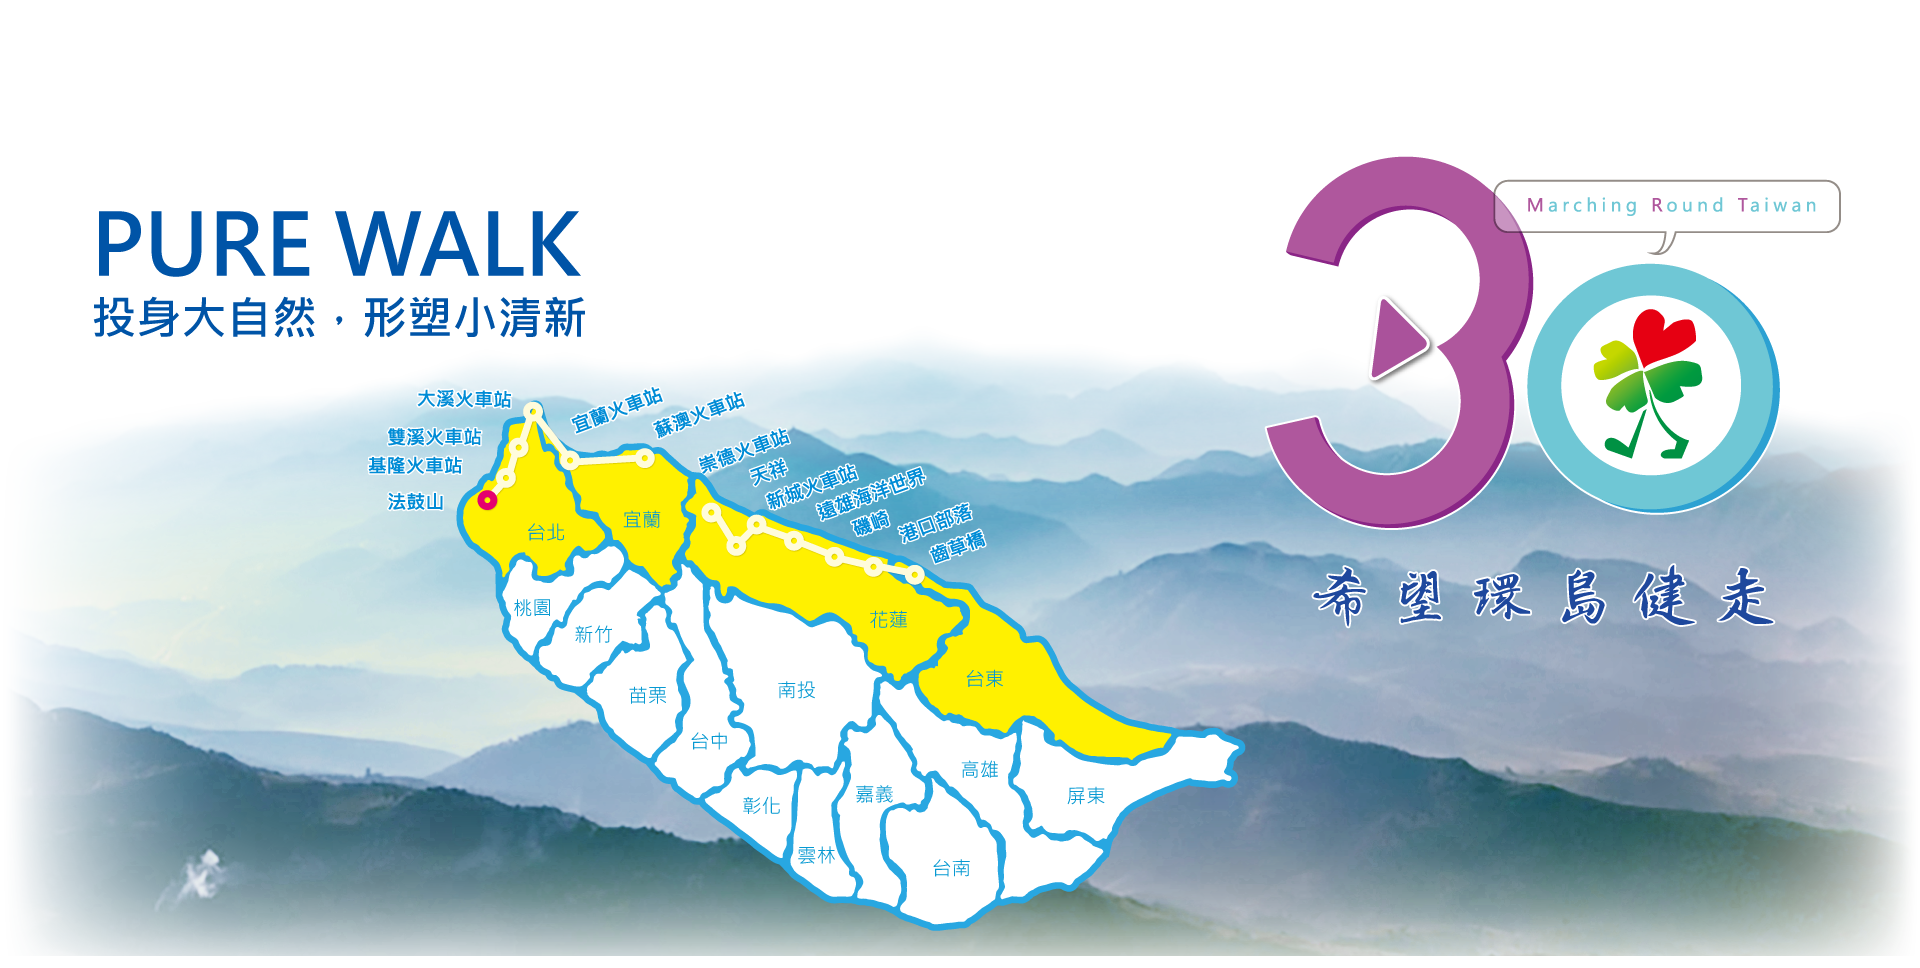 PURE WALK
投身大自然，形塑小清新
30
Marching Round Taiwan
希望環島健走
大溪火車站
雙溪火車站
基隆火車站
法鼓山
宜蘭火車站
蘇澳火車站
崇德火車站
天祥
新城火車站
遠雄海洋世界
磯崎
港口部落
齒草橋
台北
宜蘭
桃園
新竹
花蓮
苗栗
南投
台東
台中
高雄
嘉義
屏東
彰化
雲林
台南